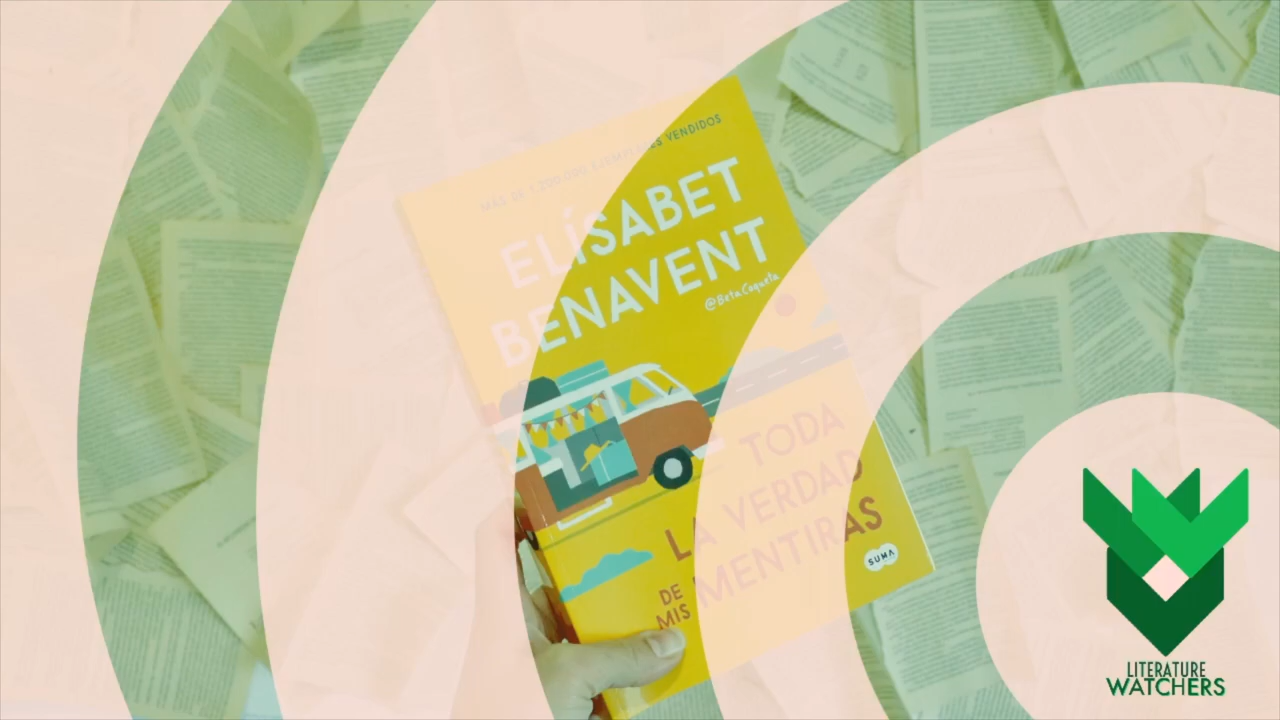 MÁS DE 1.200.000 EJEMPLARES VENDIDOS
ELÍSABET
BENAVENT
@BetaCoqueta
TODA
LA VERDAD
DE MIS MENTIRAS
SUMA
LITERATURE
WATCHERS